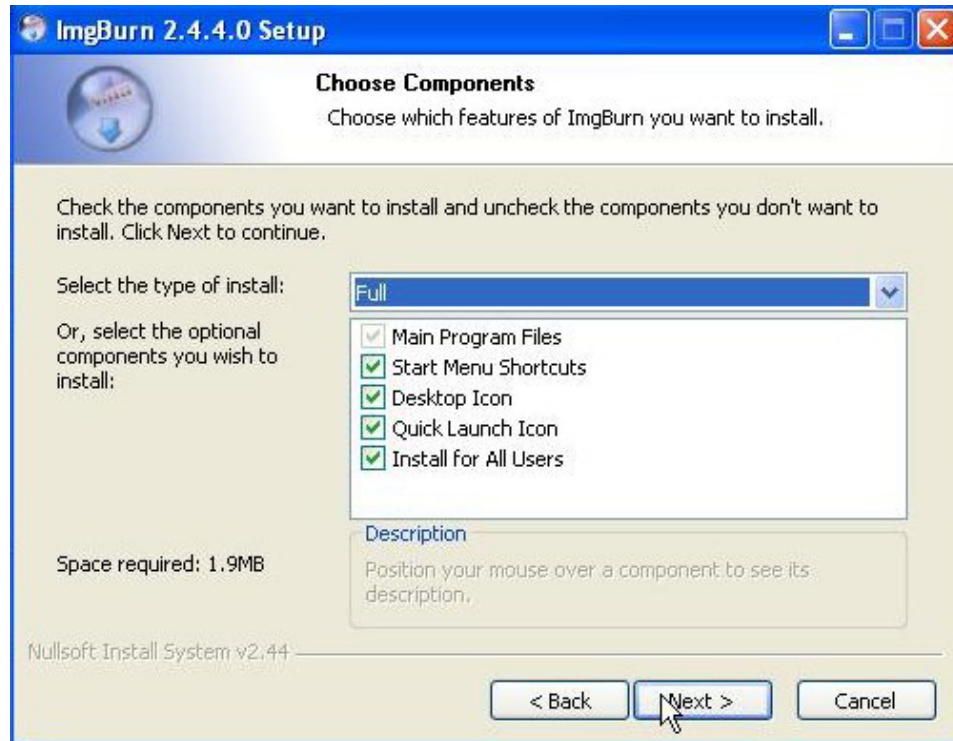 ImgBurn 2.4.4.0 Setup
Choose Components
Choose which features of ImgBurn you want to install.
Check the components you want to install and uncheck the components you don't want to
install. Click Next to continue.
Select the type of install:
Full
Or, select the optional
components you wish to
install:
Main Program Files
Start Menu Shortcuts
Desktop Icon
Quick Launch Icon
Install for All Users
Space required: 1.9MB
Description
Position your mouse over a component to see its
description.
Nullsoft Install System v2.44
< Back
Next >
Cancel